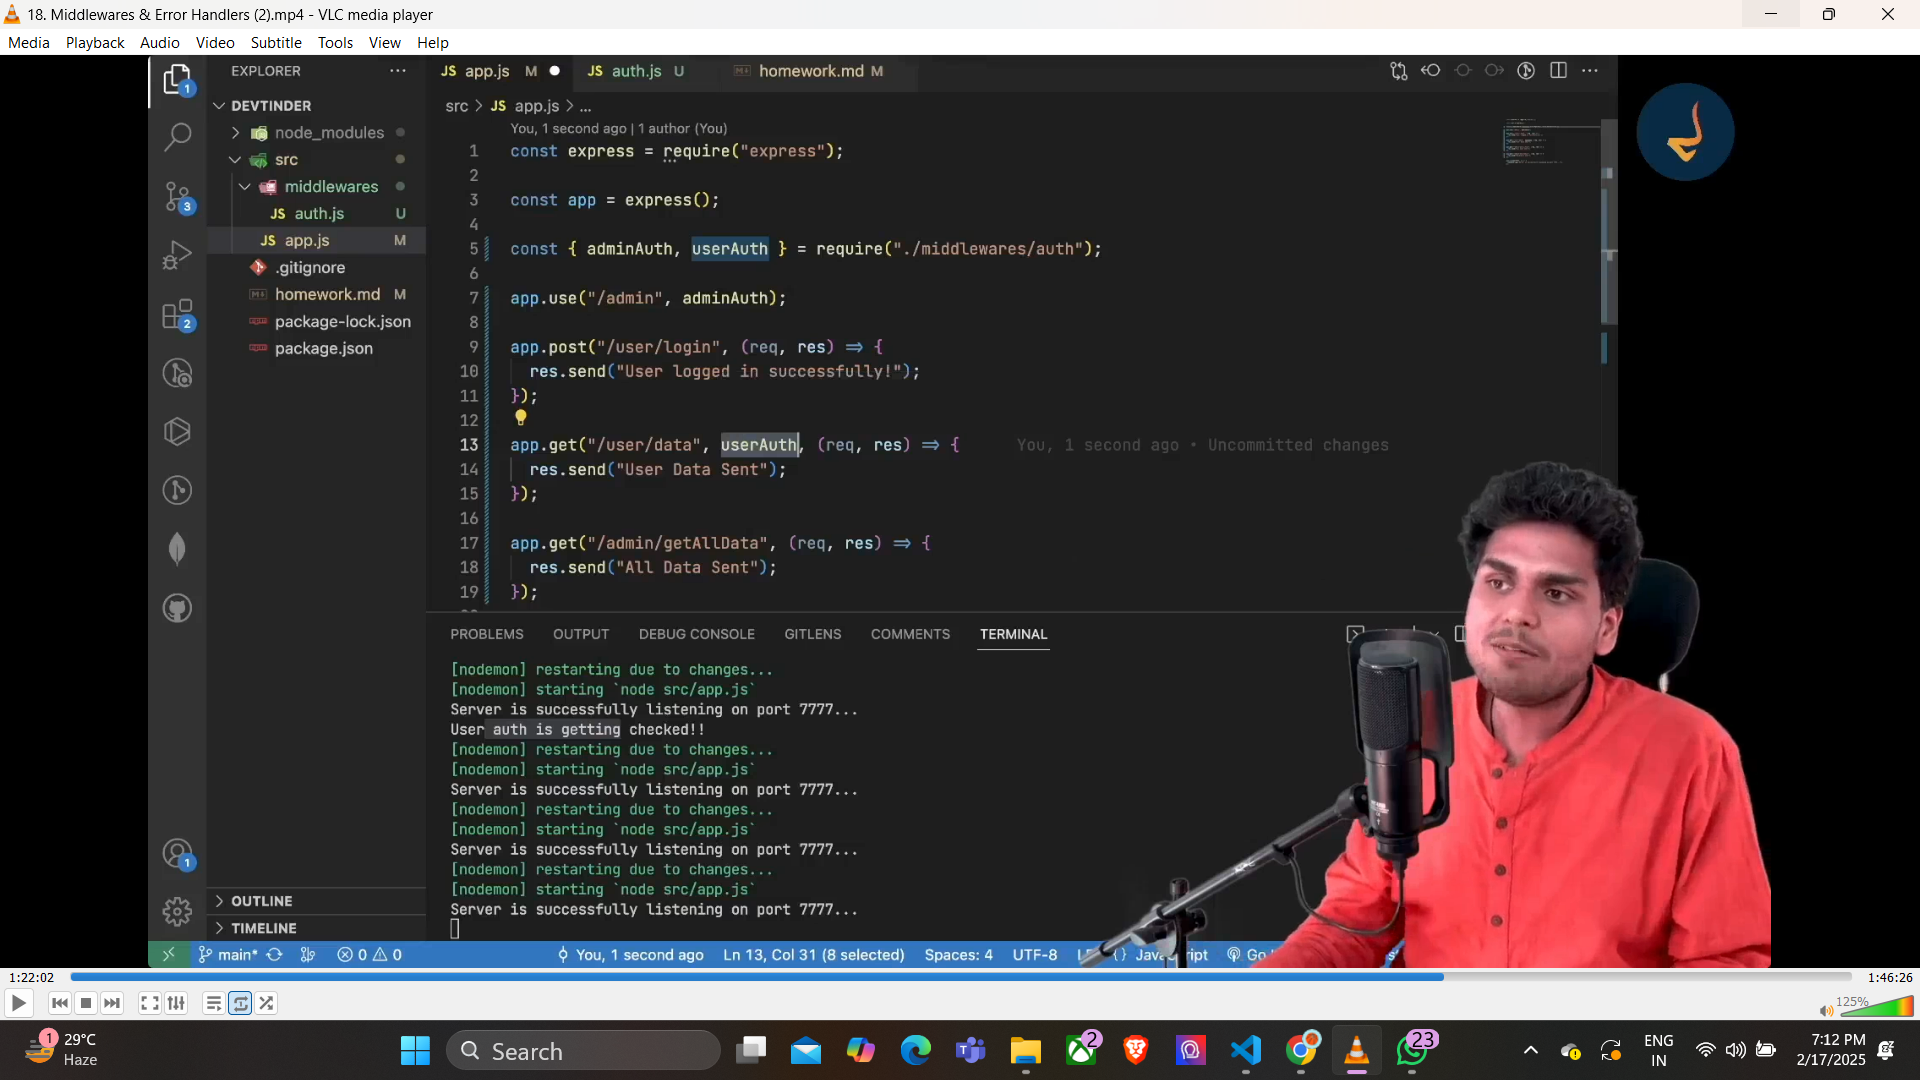 18. Middlewares & Error Handlers (2).mp4 - VLC media player
Media Playback Audio Video Subtitle Tools View Help
EXPLORER
JS app.js M
JS auth.js U
homework.md M
DEVTINDER
node_modules
src
middlewares
JS auth.js U
JS app.js M
.gitignore
homework.md M
package-lock.json
package.json
OUTLINE
TIMELINE
1
3
2
1
src > JS app.js > ...
You, 1 second ago | 1 author (You)
1 const express = require("express");
2
3 const app = express();
4
5 const { adminAuth, userAuth } = require("./middlewares/auth");
6
7 app.use("/admin", adminAuth);
8
9 app.post("/user/login", (req, res) => {
10 res.send("User logged in successfully!");
11 });
12
13 app.get("/user/data", userAuth, (req, res) => { You, 1 second ago • Uncommitted changes
14 res.send("User Data Sent");
15 });
16
17 app.get("/admin/getAllData", (req, res) => {
18 res.send("All Data Sent");
19 });
PROBLEMS OUTPUT DEBUG CONSOLE GITLENS COMMENTS TERMINAL
[nodemon] restarting due to changes...
[nodemon] starting `node src/app.js`
Server is successfully listening on port 7777...
User auth is getting checked!!
[nodemon] restarting due to changes...
[nodemon] starting `node src/app.js`
Server is successfully listening on port 7777...
[nodemon] restarting due to changes...
[nodemon] starting `node src/app.js`
Server is successfully listening on port 7777...
[nodemon] restarting due to changes...
[nodemon] starting `node src/app.js`
Server is successfully listening on port 7777...
main* 0 0 You, 1 second ago Ln 13, Col 31 (8 selected) Spaces: 4 UTF-8
1:22:02 1:46:26
125%
1 29°C
Haze
Search
2
23
ENG
IN
7:12 PM
2/17/2025